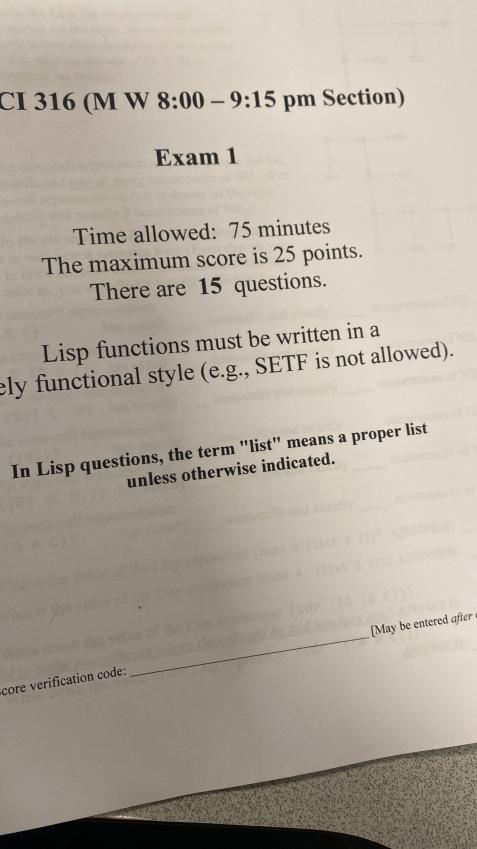 CI 316 (M W 8:00 – 9:15 pm Section)
Exam 1
Time allowed: 75 minutes
The maximum score is 25 points.
There are 15 questions.
Lisp functions must be written in a
ely functional style (e.g., SETF is not allowed).
In Lisp questions, the term "list" means a proper list
unless otherwise indicated.
[May be entered after
core verification code: